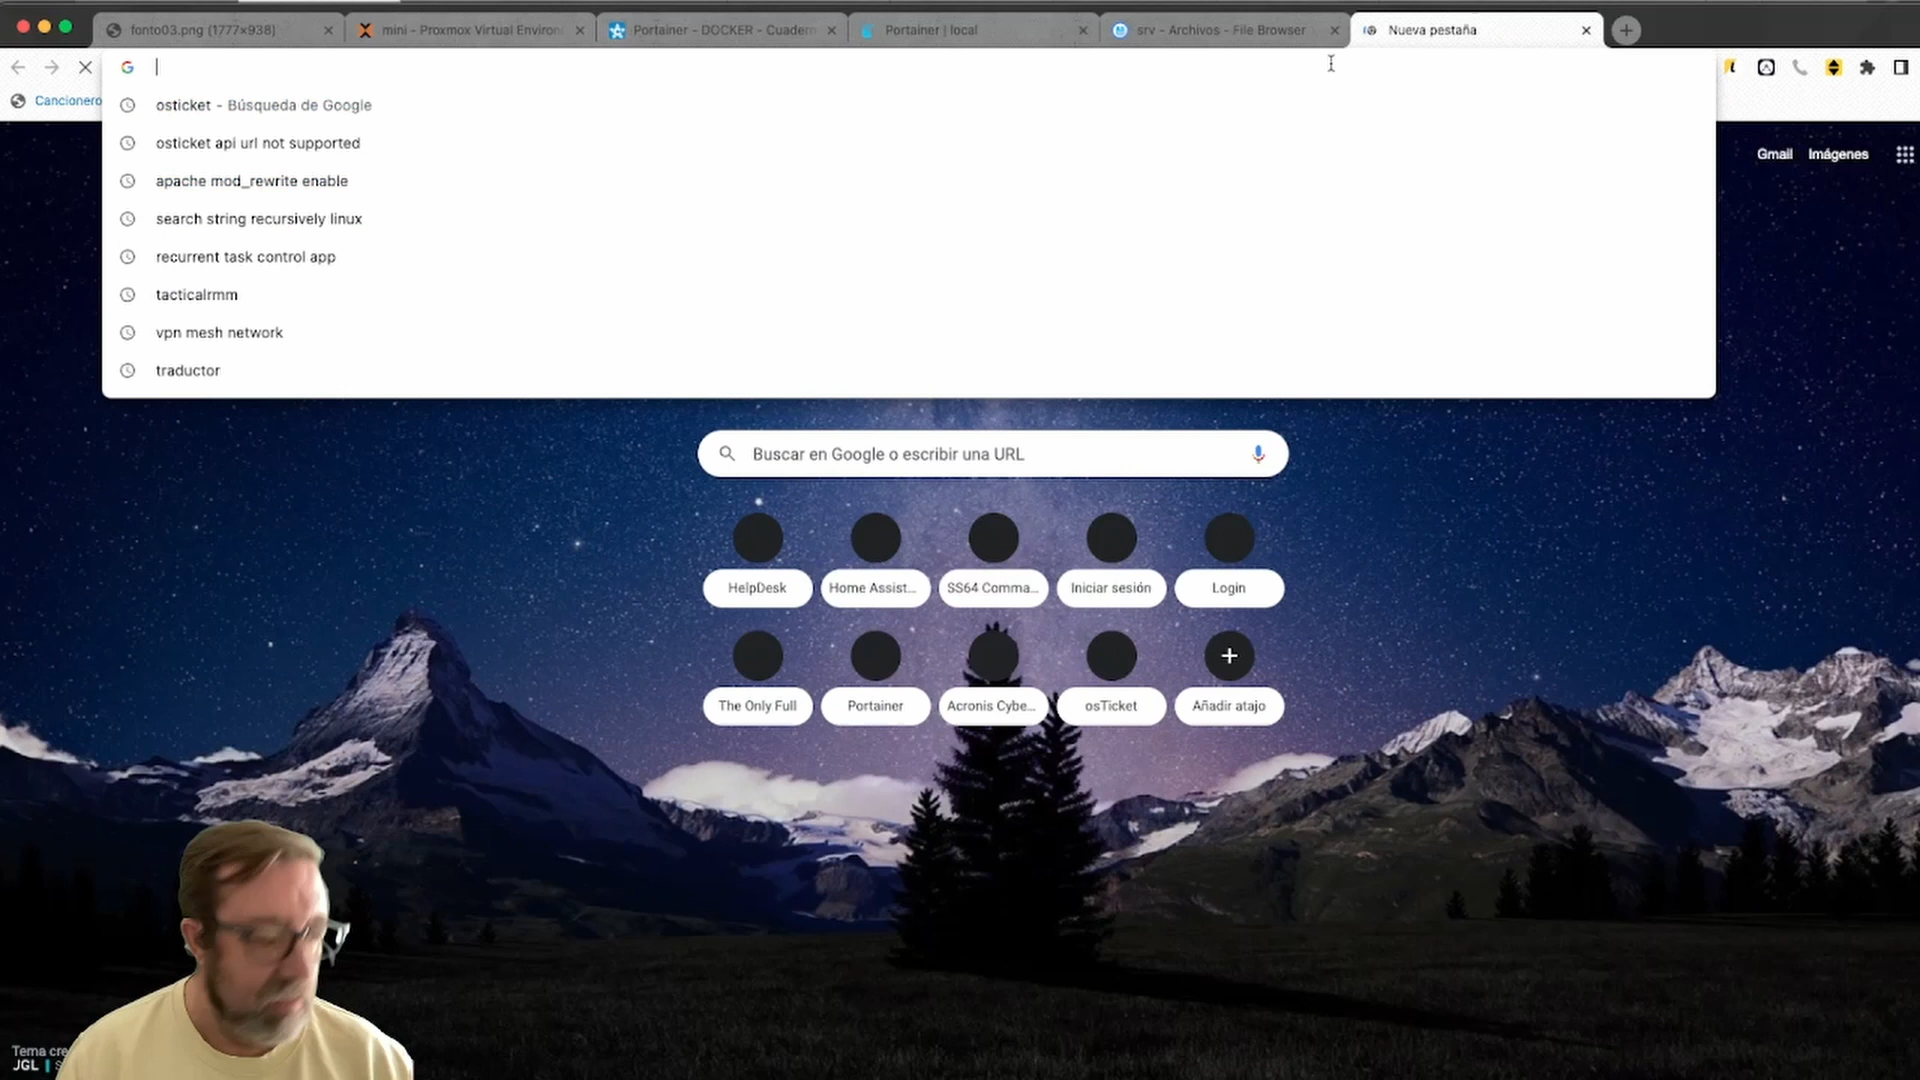 fonto03.png (1777×938)
mini - Proxmox Virtual Environ
Portainer - DOCKER - Cuadern
Portainer | local
srv - Archivos - File Browser
Nueva pestaña
Cancionero
osticket - Búsqueda de Google
osticket api url not supported
apache mod_rewrite enable
search string recursively linux
recurrent task control app
tacticalrmm
vpn mesh network
traductor
Gmail
Imágenes
Buscar en Google o escribir una URL
HelpDesk
Home Assist...
SS64 Comma...
Iniciar sesión
Login
The Only Full
Portainer
Acronis Cybe...
osTicket
Añadir atajo
Tema cre
JGL